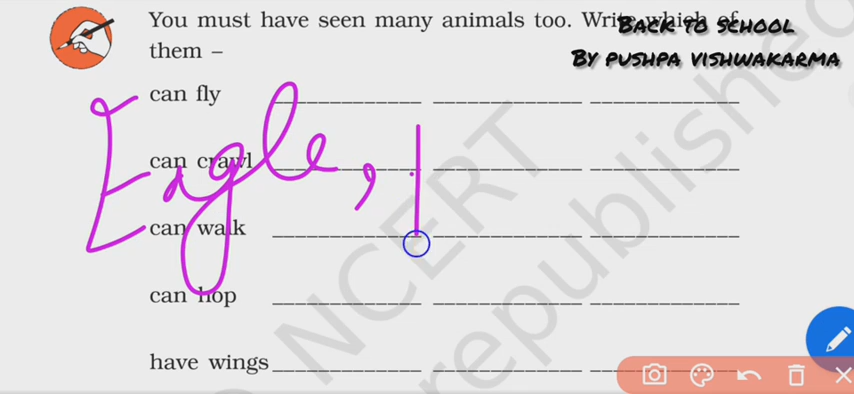 You must have seen many animals too. Write which of
them –
BACK TO SCHOOL
BY PUSHPA VISHWAKARMA
can fly
can crawl
Eagle,
can walk
can hop
have wings
NCERT
republished